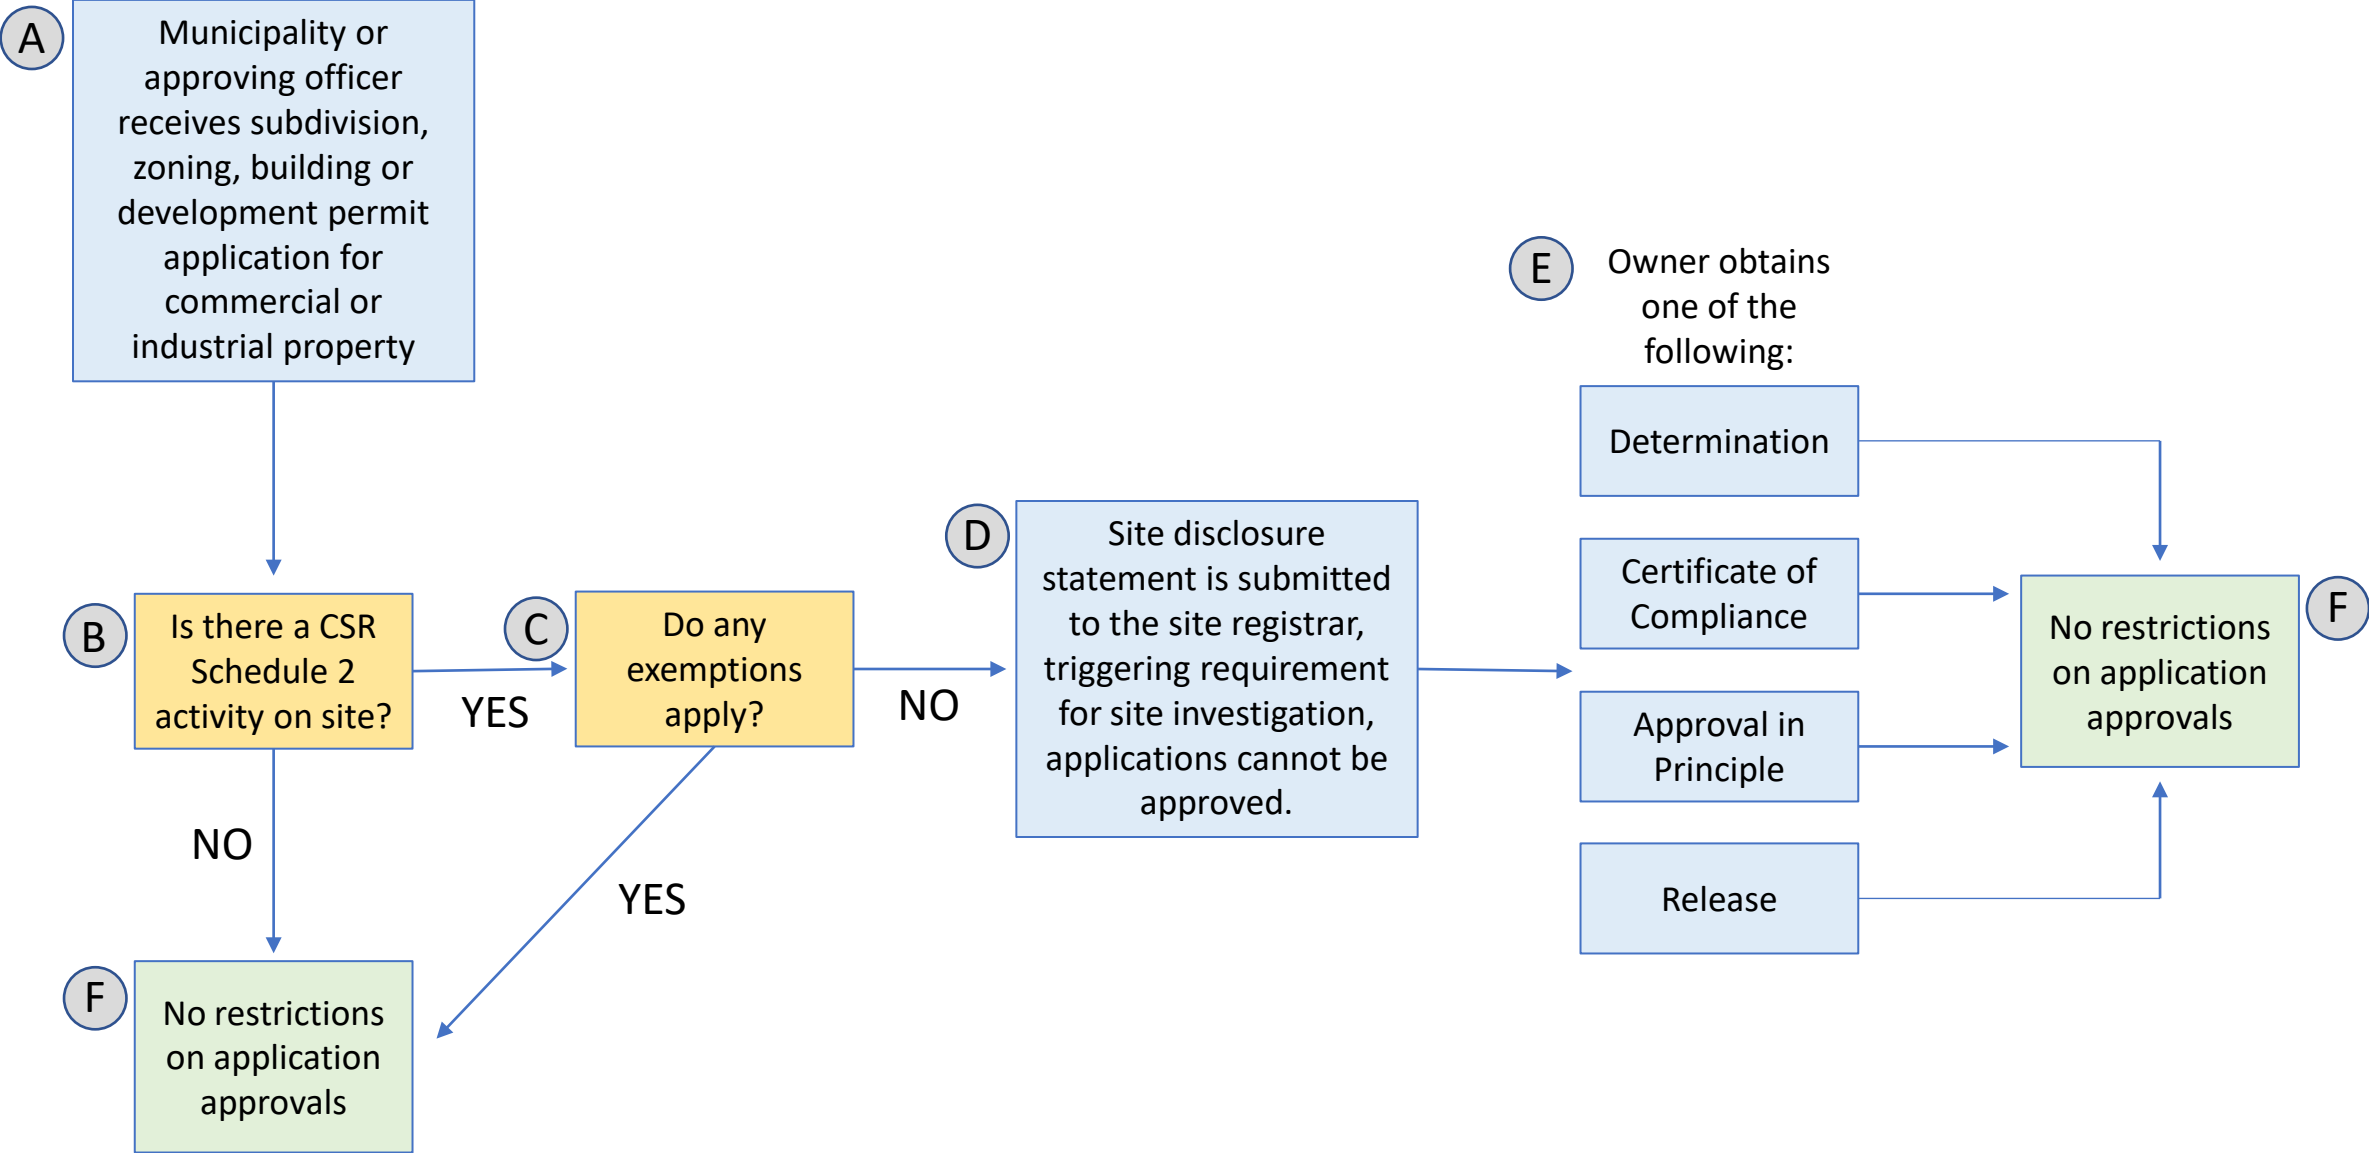 A
Municipality or
approving officer
receives subdivision,
zoning, building or
development permit
application for
commercial or
industrial property
B
Is there a CSR
Schedule 2
activity on site?
YES
NO
C
Do any
exemptions
apply?
NO
YES
D
Site disclosure
statement is submitted
to the site registrar,
triggering requirement
for site investigation,
applications cannot be
approved.
E
Owner obtains
one of the
following:
Determination
Certificate of
Compliance
Approval in
Principle
Release
No restrictions
on application
approvals
F
F
No restrictions
on application
approvals